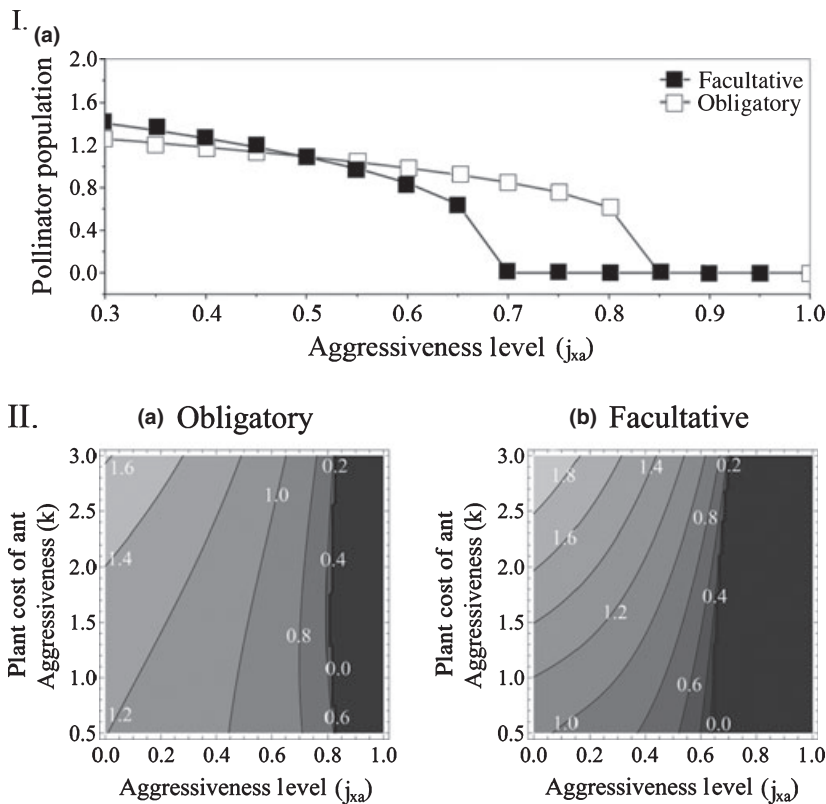 I.
(a)
Pollinator population
2.0
1.6
1.2
0.8
0.4
0.0
Facultative
Obligatory
0.3 0.4 0.5 0.6 0.7 0.8 0.9 1.0
Aggressiveness level (jxa)
II.
(a) Obligatory
Plant cost of ant
Aggressiveness (k)
3.0
2.5
2.0
1.5
1.0
0.5
1.6
0.2
1.0
1.4
0.4
0.8
0.0
1.2
0.6
0.0 0.2 0.4 0.6 0.8 1.0
Aggressiveness level (jxa)
(b) Facultative
Plant cost of ant
Aggressiveness (k)
3.0
2.5
2.0
1.5
1.0
0.5
1.8
1.4
0.2
0.8
1.6
1.2
0.4
0.6
1.0
0.0
0.0 0.2 0.4 0.6 0.8 1.0
Aggressiveness level (jxa)